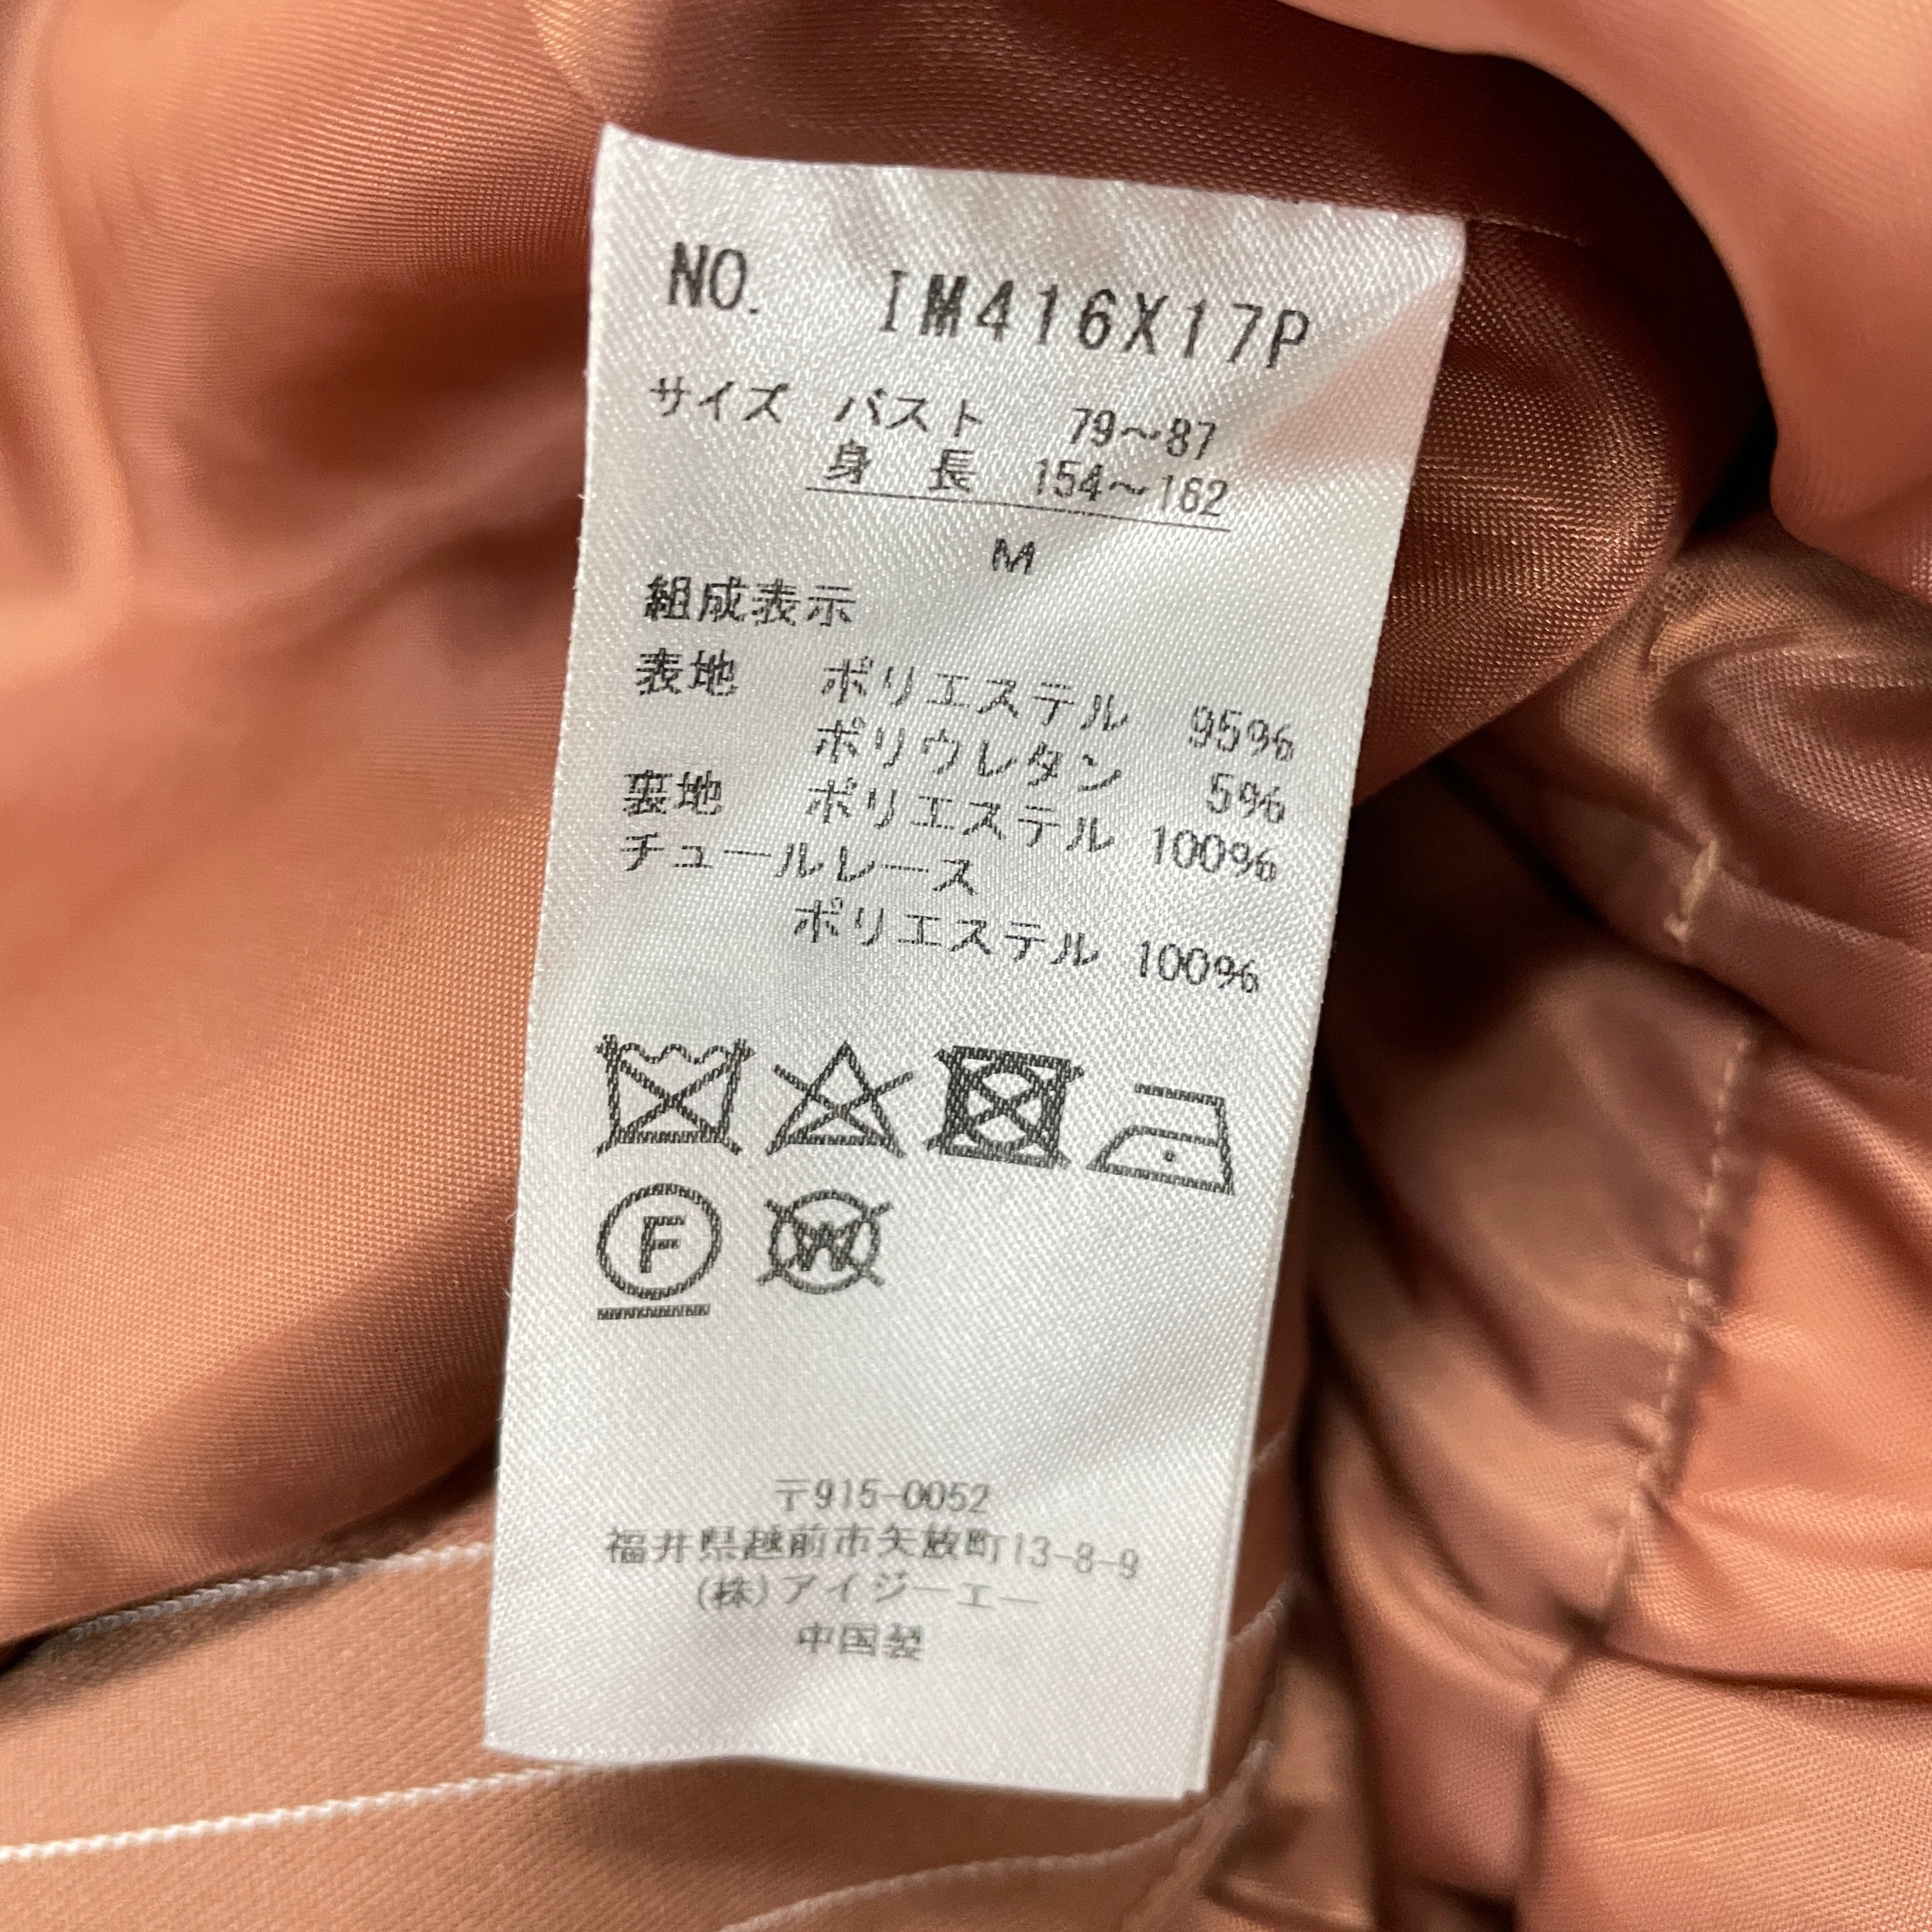 NO. IM416X17P
サイズ バスト 79～87
身 長 154～162
M
組成表示
表地 ポリエステル 95%
ポリウレタン 5%
裏地 ポリエステル 100%
チュールレース
ポリエステル 100%
F W
〒915-0052
福井県越前市矢放町13-8-9
(株)アイジーエー
中国製